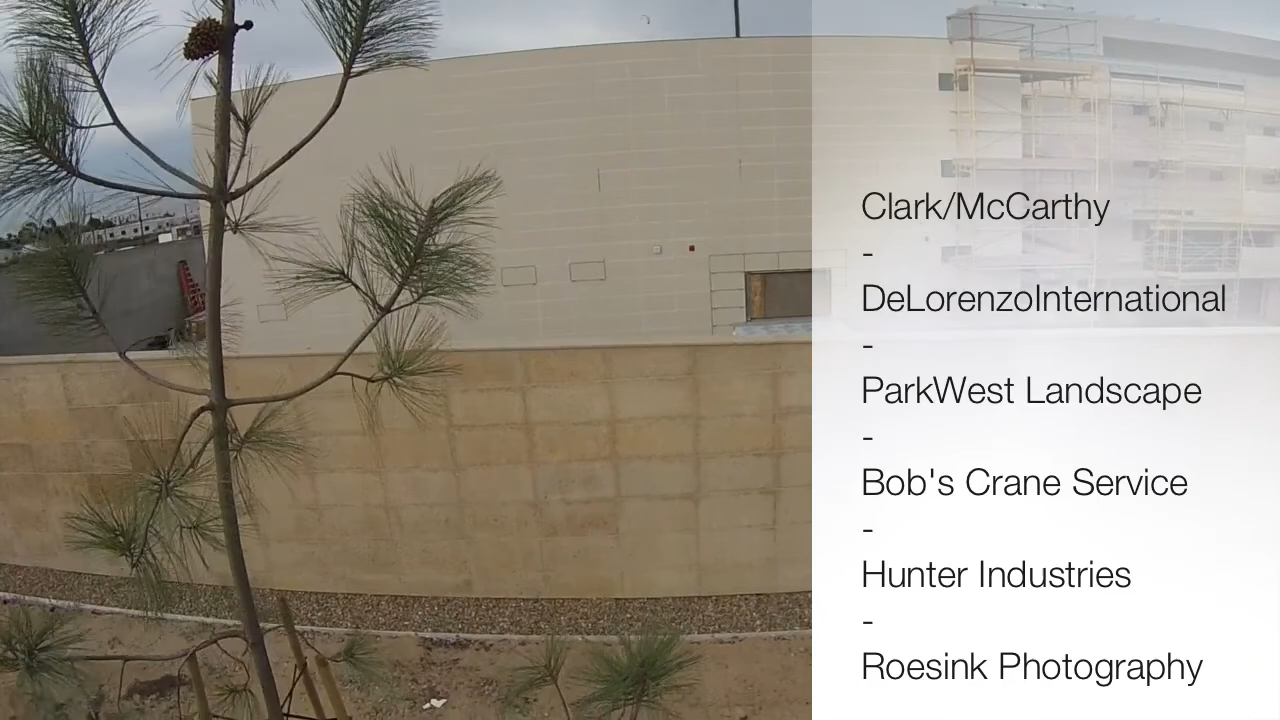 Clark/McCarthy
-
DeLorenzoInternational
-
ParkWest Landscape
-
Bob's Crane Service
-
Hunter Industries
-
Roesink Photography